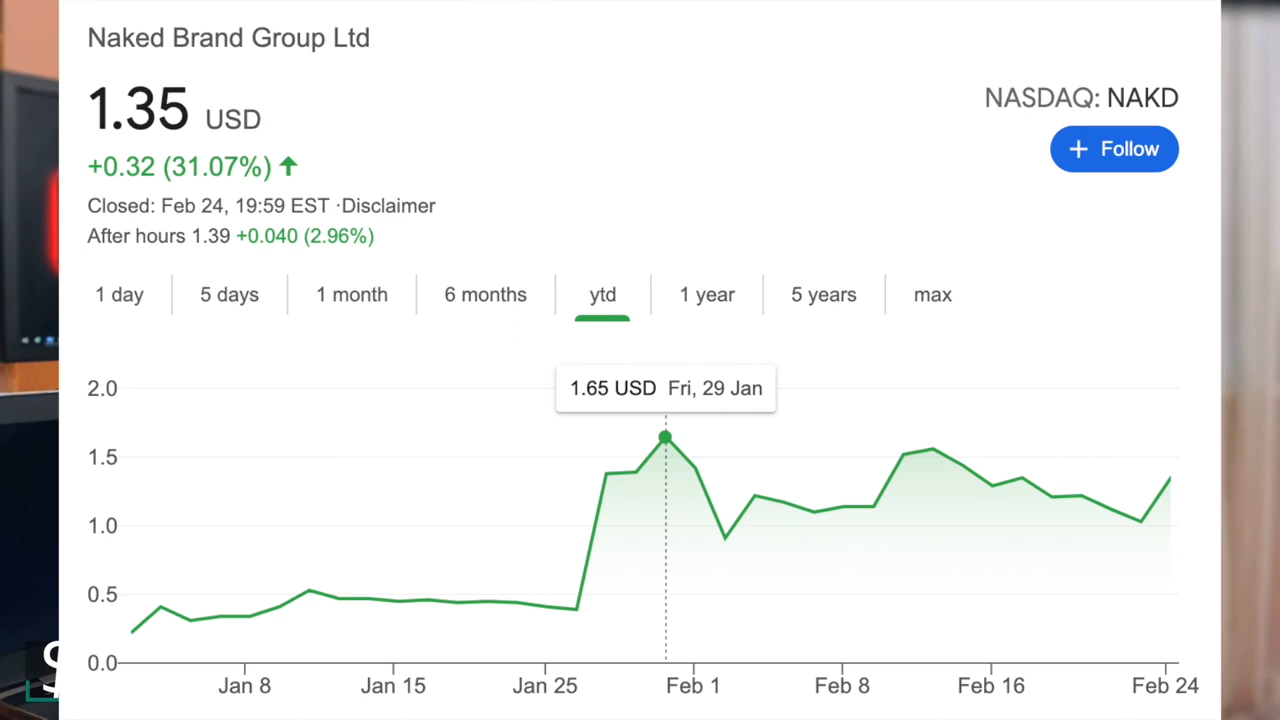 Naked Brand Group Ltd
1.35 USD
NASDAQ: NAKD
+0.32 (31.07%) ↑
+ Follow
Closed: Feb 24, 19:59 EST ·Disclaimer
After hours 1.39 +0.040 (2.96%)
1 day 5 days 1 month 6 months ytd 1 year 5 years max
1.65 USD Fri, 29 Jan
2.0
1.5
1.0
0.5
0.0
Jan 8 Jan 15 Jan 25 Feb 1 Feb 8 Feb 16 Feb 24